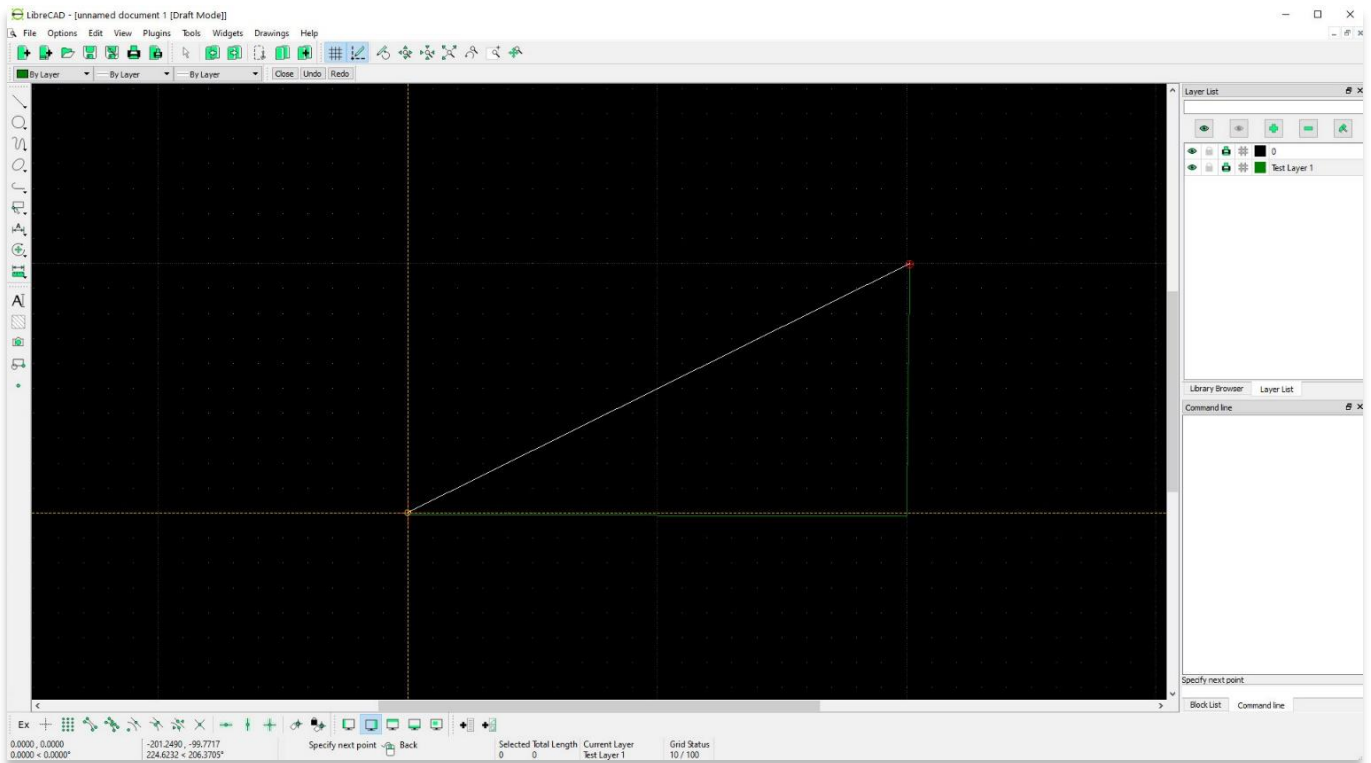 LibreCAD - [unnamed document 1 [Draft Mode]]
File Options Edit View Plugins Tools Widgets Drawings Help
By Layer By Layer By Layer Close Undo Redo
Layer List
0
Test Layer 1
A
Library Browser Layer List
Command line
Specify next point
Block List Command line
Ex
0.0000 , 0.0000 -201.2490 , -99.7717 Specify next point Back Selected Total Length Current Layer Grid Status
0.0000 < 0.0000° 224.6232 < 206.3705° 0 0 Test Layer 1 10 / 100